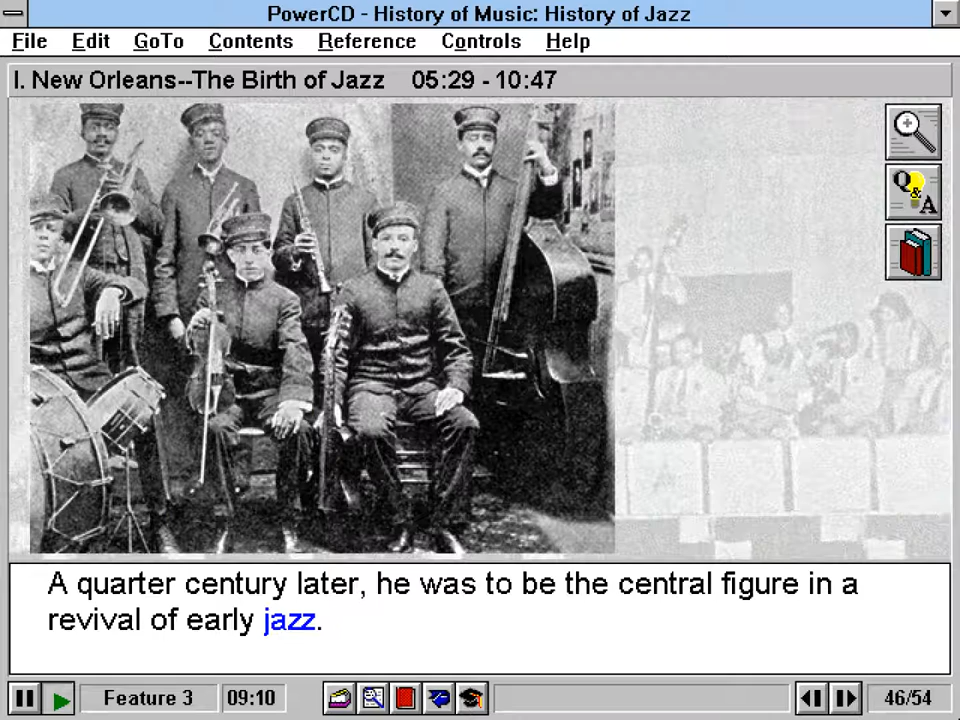 PowerCD - History of Music: History of Jazz
File Edit GoTo Contents Reference Controls Help
I. New Orleans--The Birth of Jazz 05:29 - 10:47
Q & A
A quarter century later, he was to be the central figure in a
revival of early jazz.
Feature 3 09:10 46/54